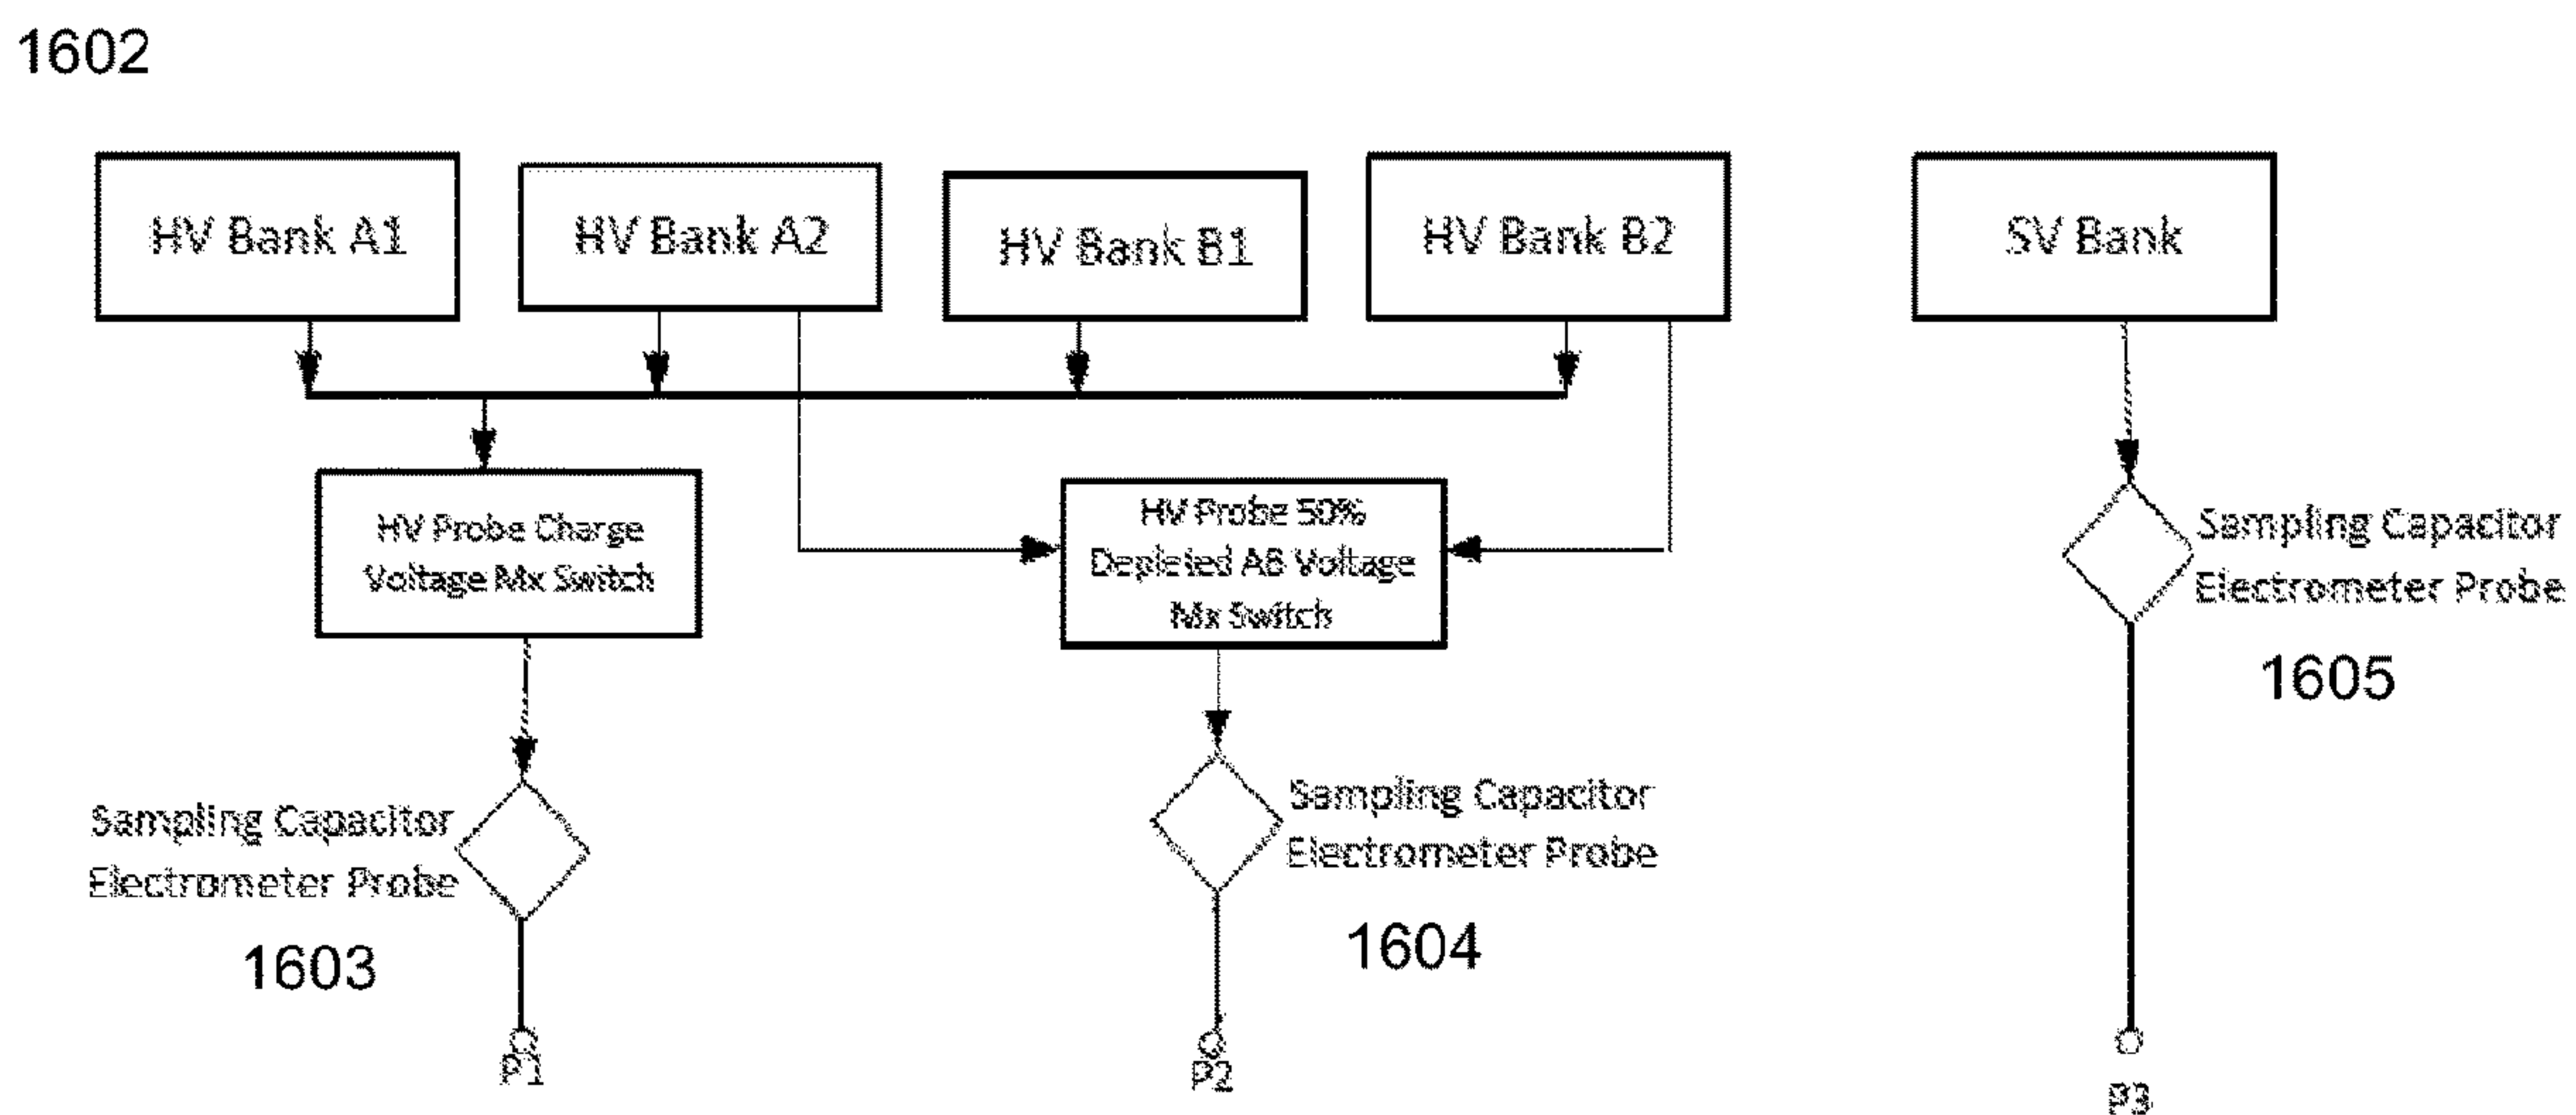 1602
HV Bank A1
HV Bank A2
HV Bank B1
HV Bank B2
SV Bank
HV Probe Charge
Voltage Mx Switch
HV Probe 50%
Depleted AB Voltage
Mx Switch
Sampling Capacitor
Electrometer Probe
1605
Sampling Capacitor
Electrometer Probe
1603
Sampling Capacitor
Electrometer Probe
1604
P1
P2
P3